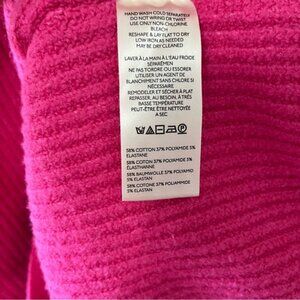 HAND WASH COLD SEPARATELY
DO NOT WRING OR TWIST
USE ONLY NON-CHLORINE
BLEACH
RESHAPE & LAY FLAT TO DRY
LOW IRON AS NEEDED
MAY BE DRY CLEANED
LAVER À LA MAIN À L'EAU FROIDE
SÉPARÉMEN
NE PAS TORDRE OU ESSORER
UTILISER UN AGENT DE
BLANCHIMENT SANS CHLORE SI
NÉCESSAIRE
REMODELER ET SÉCHER À PLAT
REPASSER, AU BESOIN, À TRÈS
BASSE TEMPÉRATURE
PEUT-ÊTRE ÊTRE NETTOYÉE
A SEC
58% COTTON 37% POLYAMIDE 5%
ELASTANE
58% COTON 37% POLYAMIDE 5%
ÉLASTHANNE
58% BAUMWOLLE 37% POLYAMID
5% ELASTAN
58% COTONE 37% POLIAMMIDE
5% ELASTAN